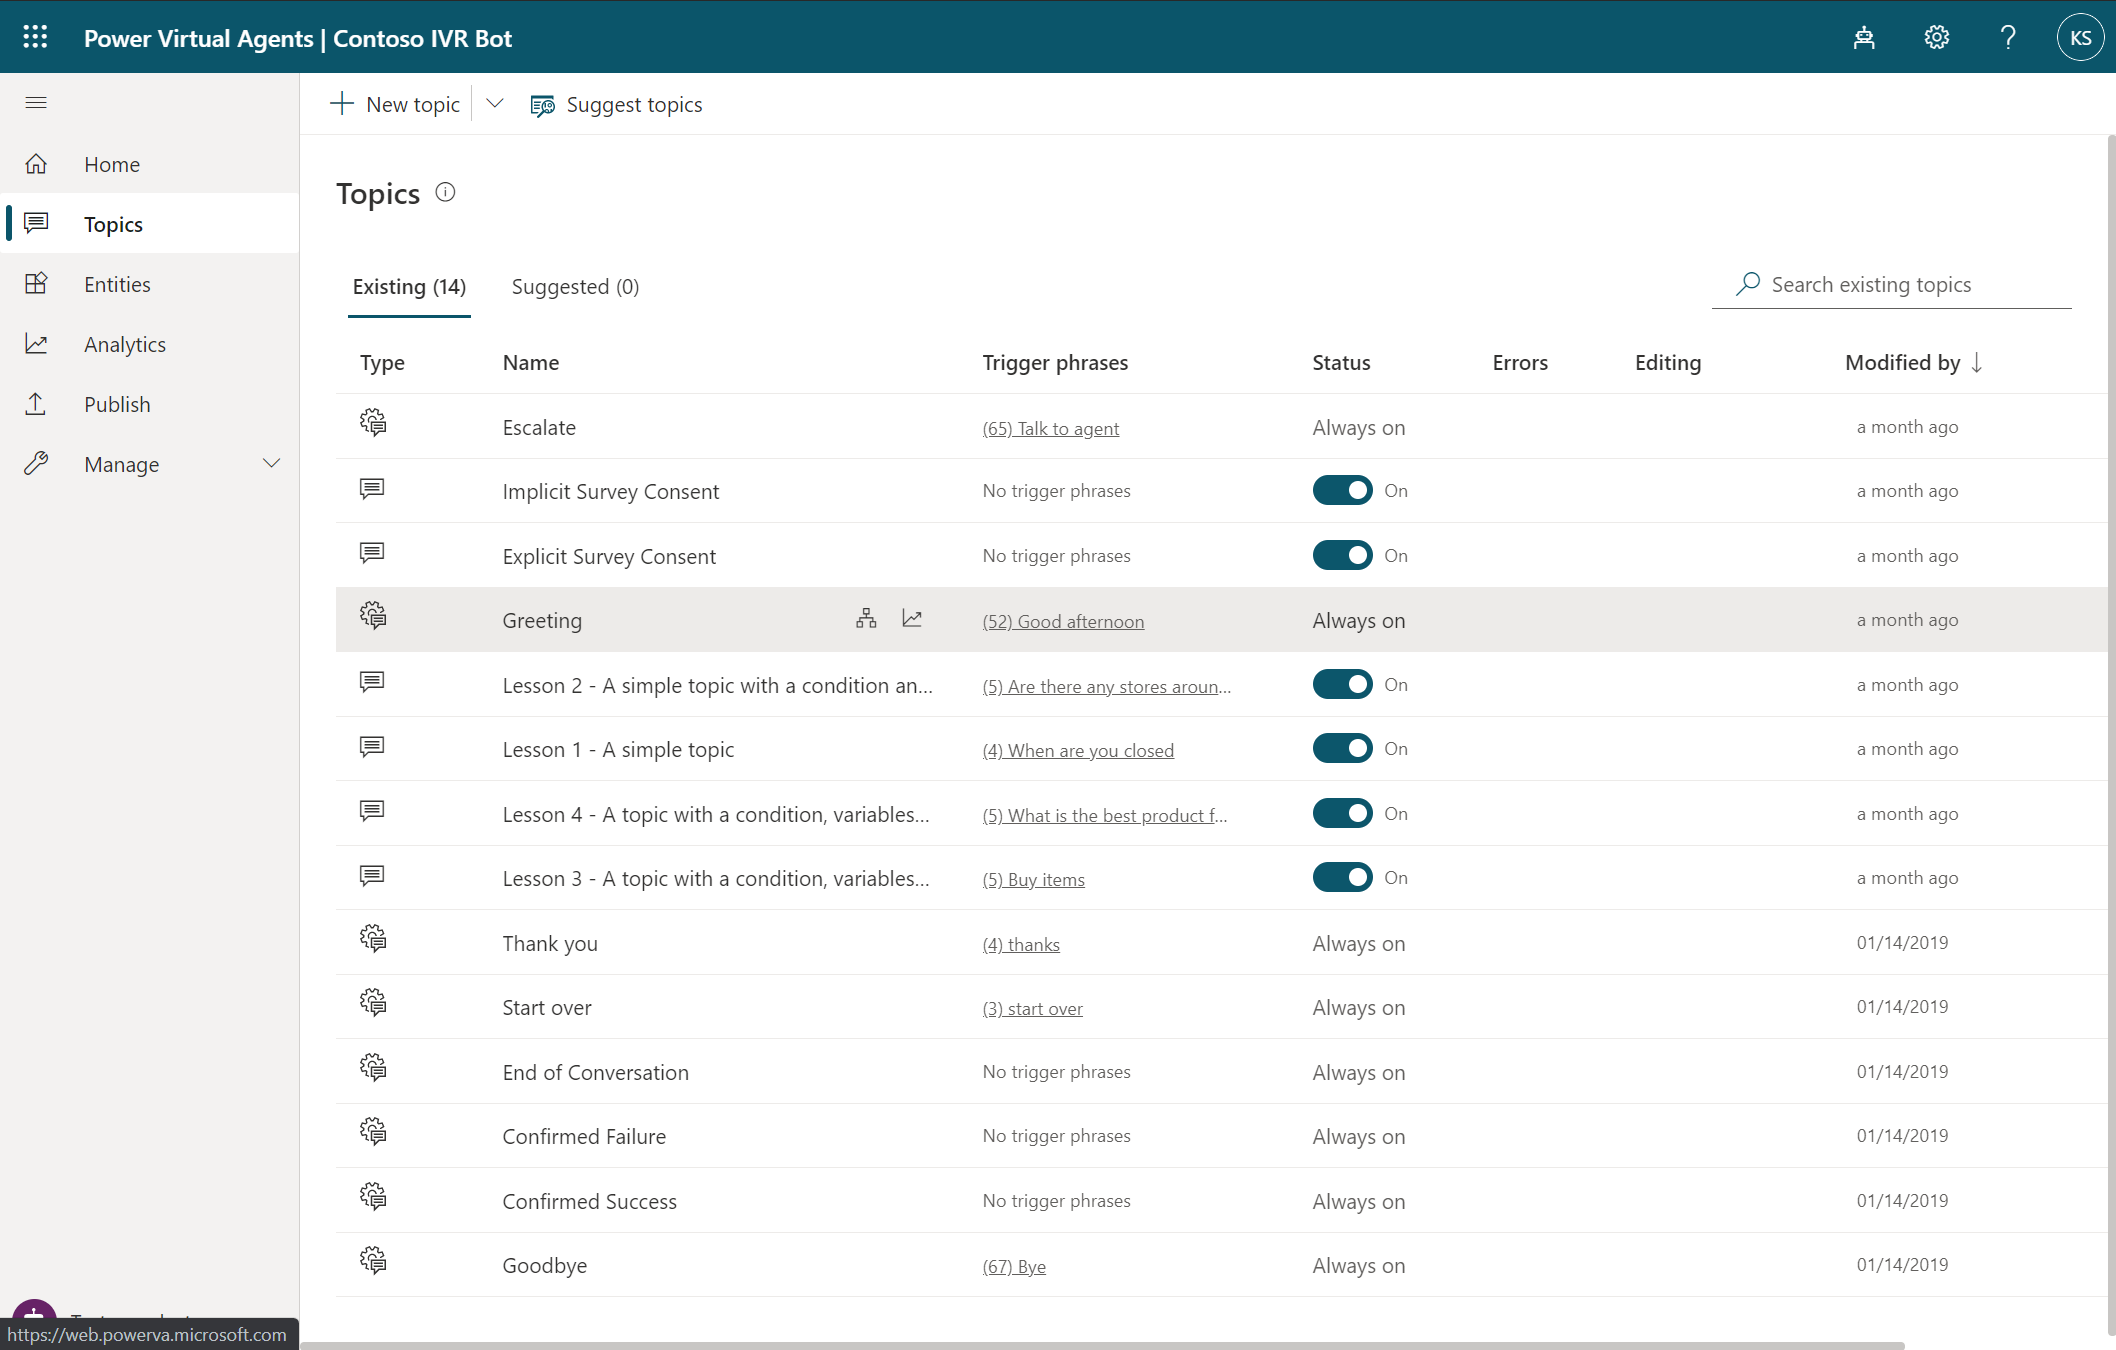 Power Virtual Agents | Contoso IVR Bot
KS
New topic
Suggest topics
Home
Topics
Entities
Analytics
Publish
Manage
Topics
Existing (14)
Suggested (0)
Search existing topics
Type Name Trigger phrases Status Errors Editing Modified by
Escalate (65) Talk to agent Always on a month ago
Implicit Survey Consent No trigger phrases On a month ago
Explicit Survey Consent No trigger phrases On a month ago
Greeting (52) Good afternoon Always on a month ago
Lesson 2 - A simple topic with a condition an... (5) Are there any stores aroun... On a month ago
Lesson 1 - A simple topic (4) When are you closed On a month ago
Lesson 4 - A topic with a condition, variables... (5) What is the best product f... On a month ago
Lesson 3 - A topic with a condition, variables... (5) Buy items On a month ago
Thank you (4) thanks Always on 01/14/2019
Start over (3) start over Always on 01/14/2019
End of Conversation No trigger phrases Always on 01/14/2019
Confirmed Failure No trigger phrases Always on 01/14/2019
Confirmed Success No trigger phrases Always on 01/14/2019
Goodbye (67) Bye Always on 01/14/2019
https://web.powerva.microsoft.com